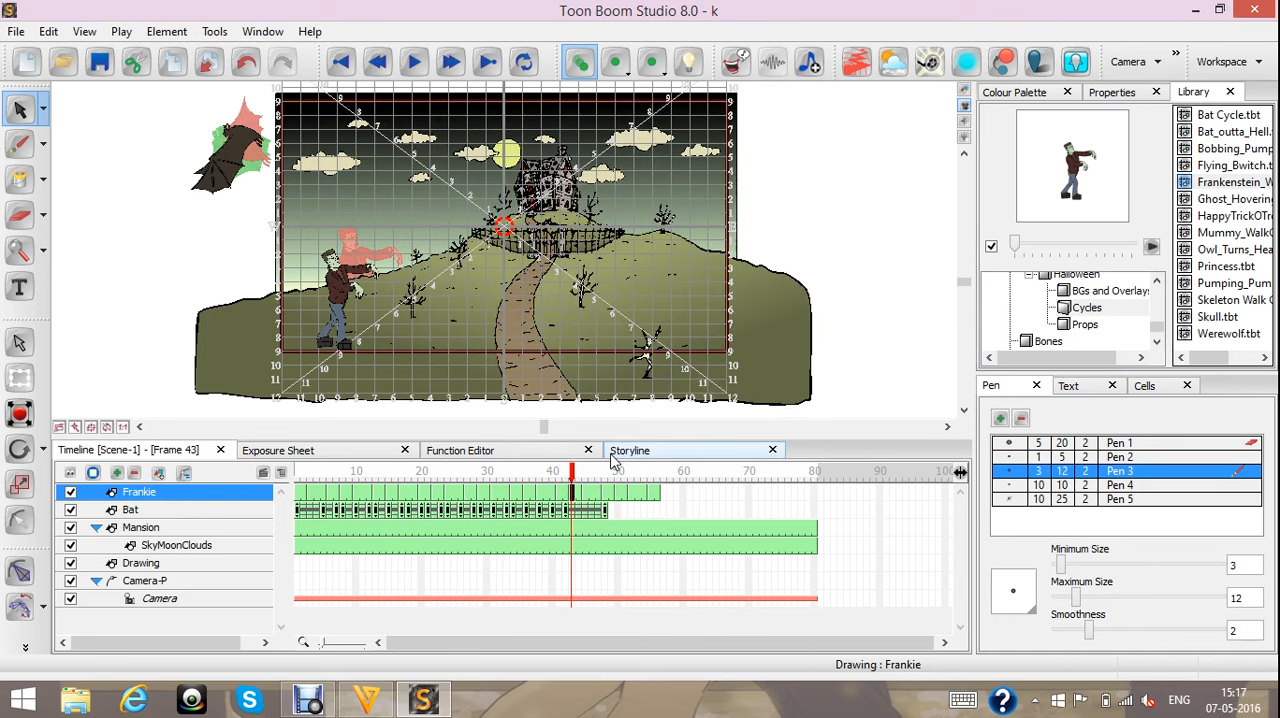 Toon Boom Studio 8.0 - k
File Edit View Play Element Tools Window Help
Camera Workspace
Colour Palette Properties Library
Bat Cycle.tbt
Bat_outta_Hell.t
Bobbing_Pump
Flying_Bwitch.t
Frankenstein_W
Ghost_Hovering
HappyTrickOTr
Mummy_WalkC
Owl_Turns_Hea
Princess.tbt
Pumping_Pum
Skeleton Walk C
Skull.tbt
Werewolf.tbt
Halloween
BGs and Overlay
Cycles
Props
Bones
Timeline [Scene-1] - [Frame 43] Exposure Sheet Function Editor Storyline
10 20 30 40 50 60 70 80 90 100
Frankie
Bat
Mansion
SkyMoonClouds
Drawing
Camera-P
Camera
Pen Text Cells
5 20 2 Pen 1
1 5 2 Pen 2
3 12 2 Pen 3
10 10 2 Pen 4
10 25 2 Pen 5
Minimum Size
3
Maximum Size
12
Smoothness
2
Drawing : Frankie
ENG
15:17
07-05-2016